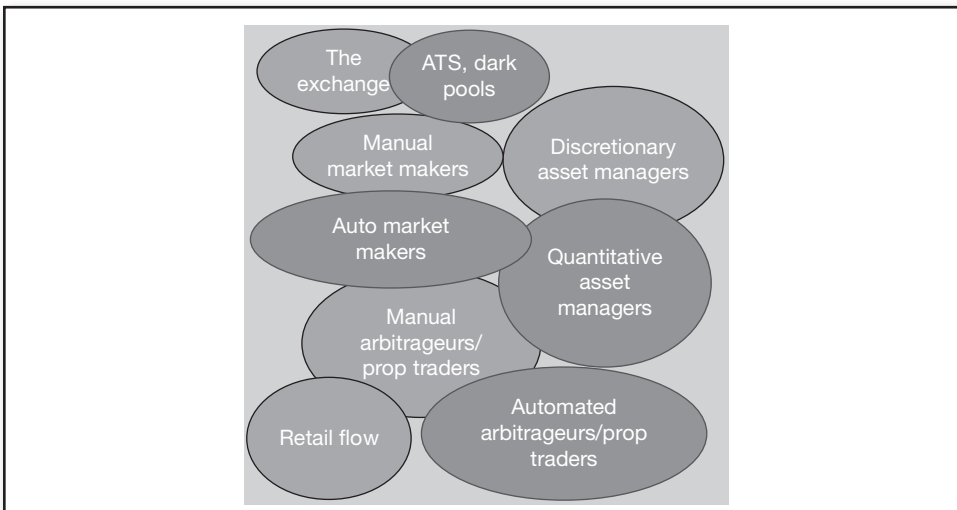 The
exchange
ATS, dark
pools
Manual
market makers
Discretionary
asset managers
Auto market
makers
Quantitative
asset
managers
Manual
arbitrageurs/
prop traders
Retail flow
Automated
arbitrageurs/prop
traders